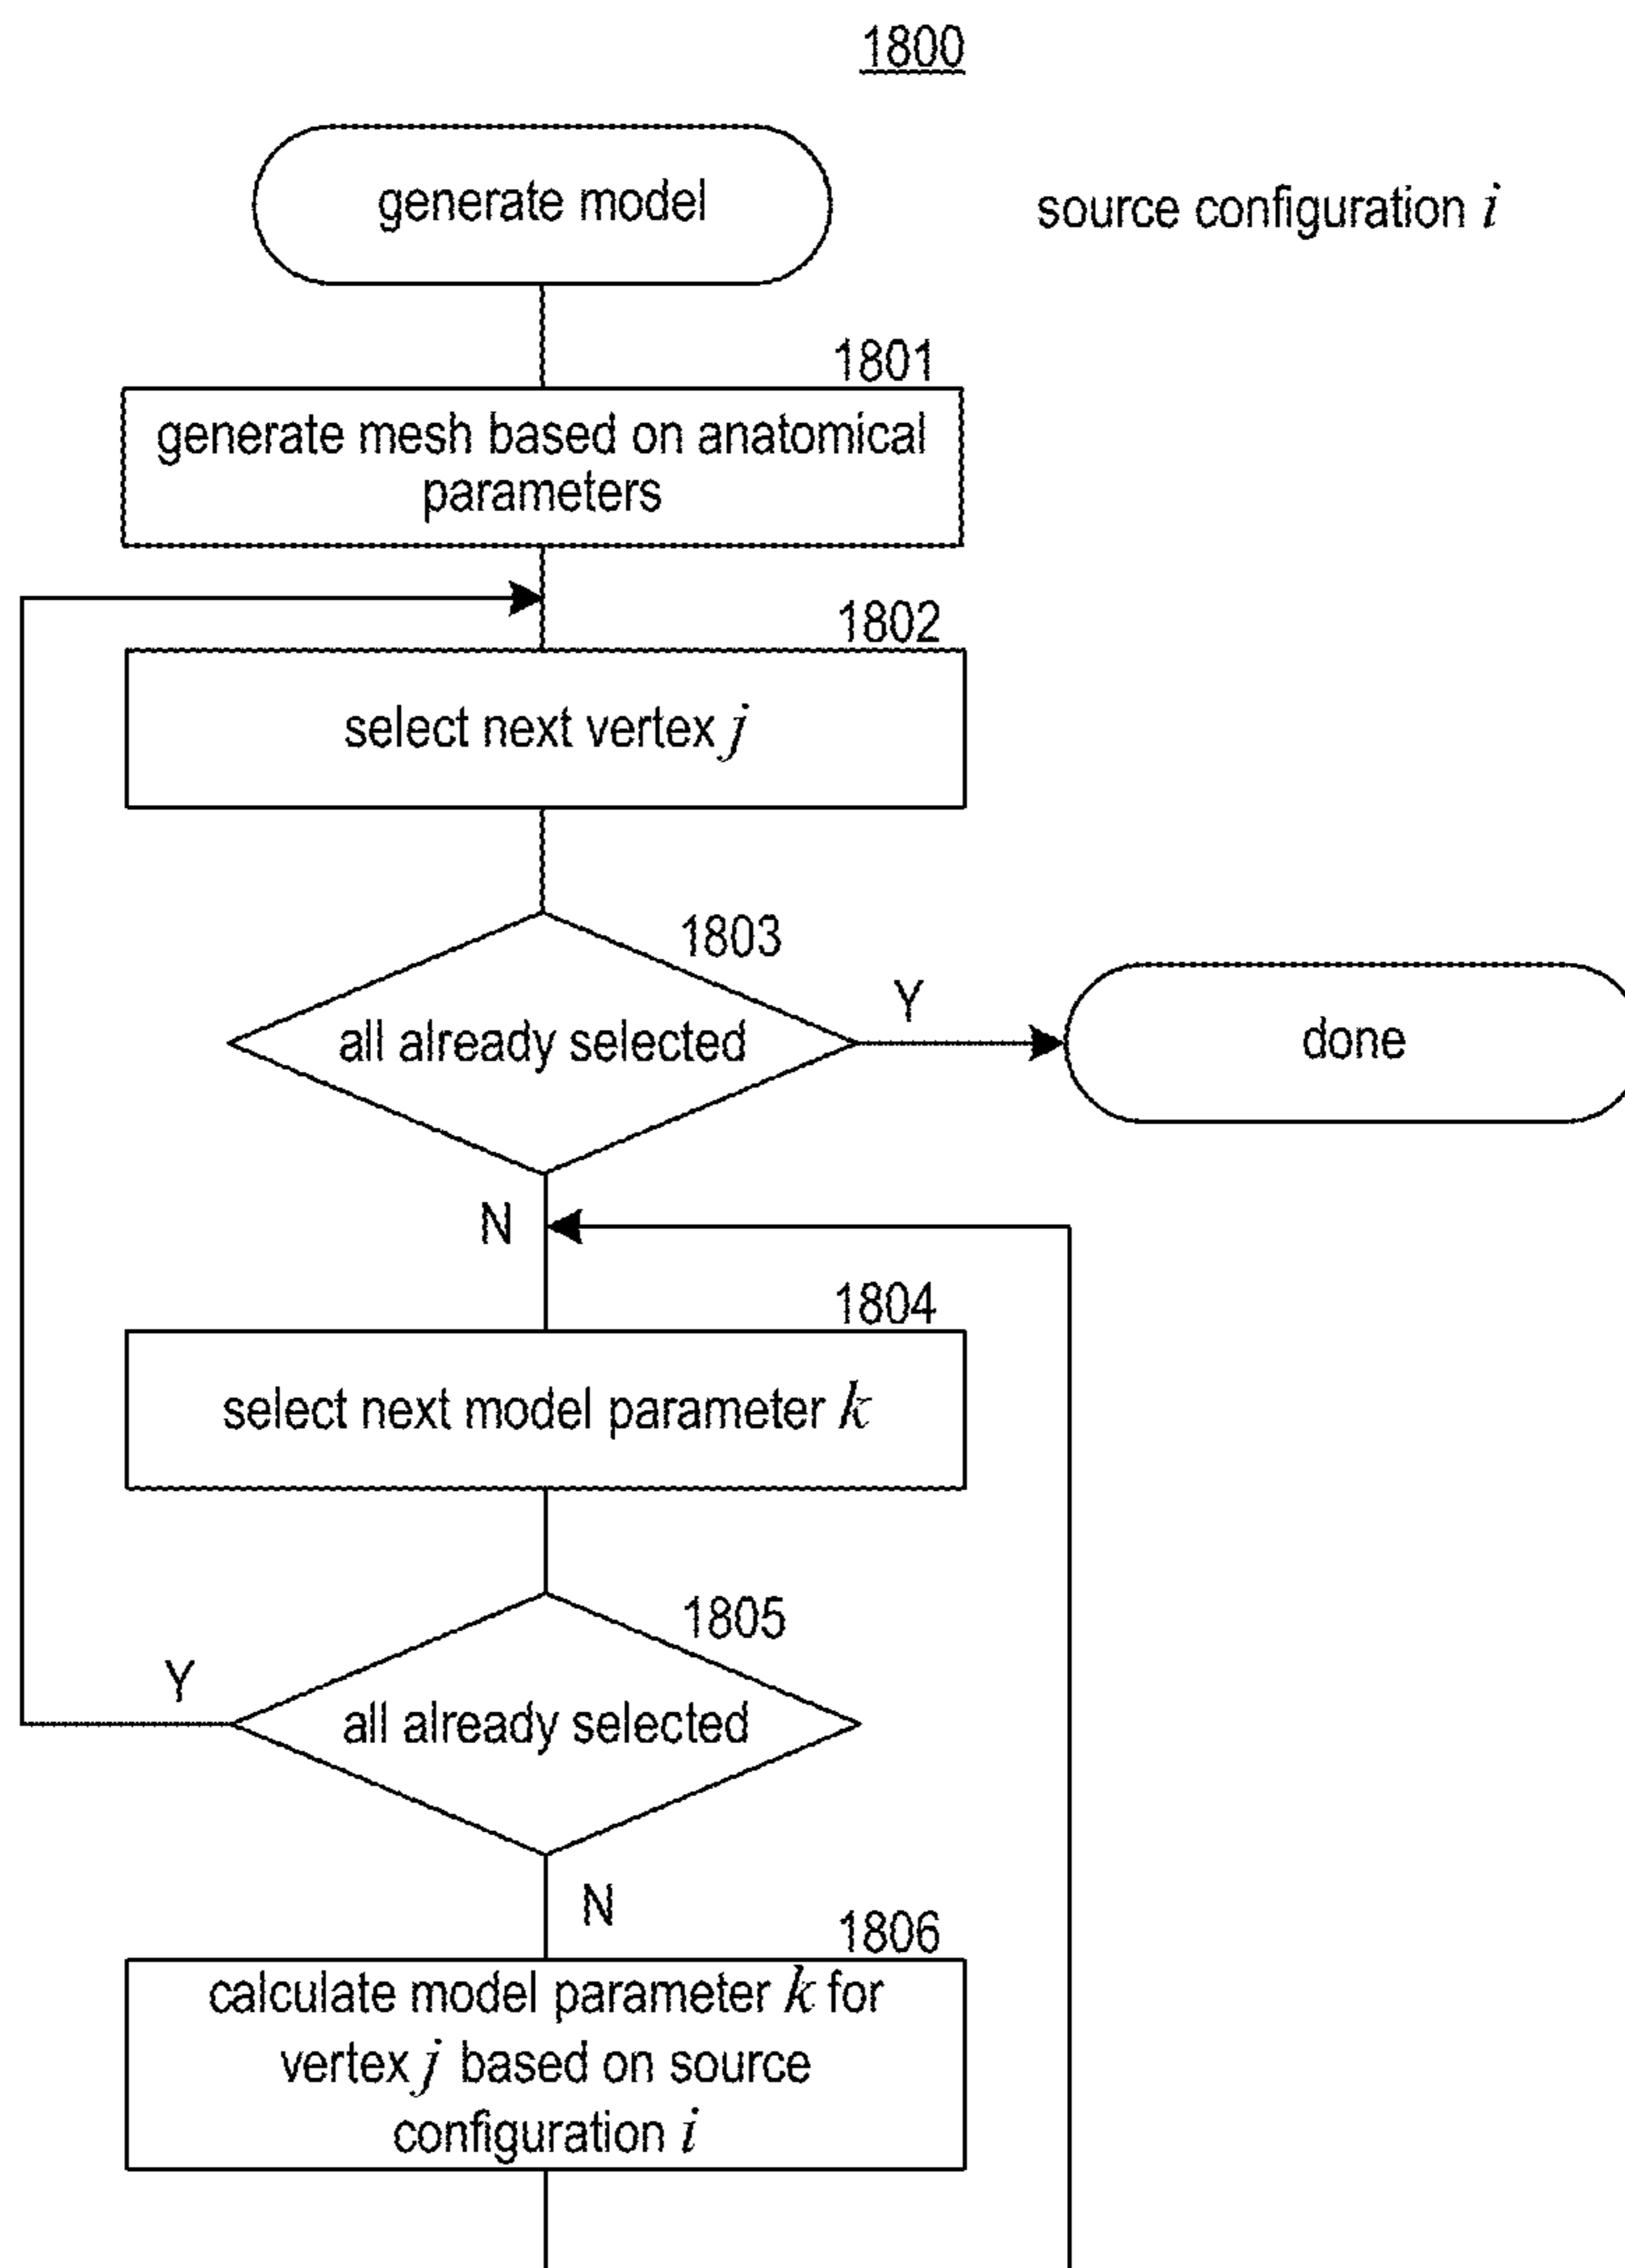 1800
generate model
source configuration i
1801
generate mesh based on anatomical
parameters
1802
select next vertex j
1803
all already selected
Y
done
N
1804
select next model parameter k
1805
Y
all already selected
N
1806
calculate model parameter k for
vertex j based on source
configuration i